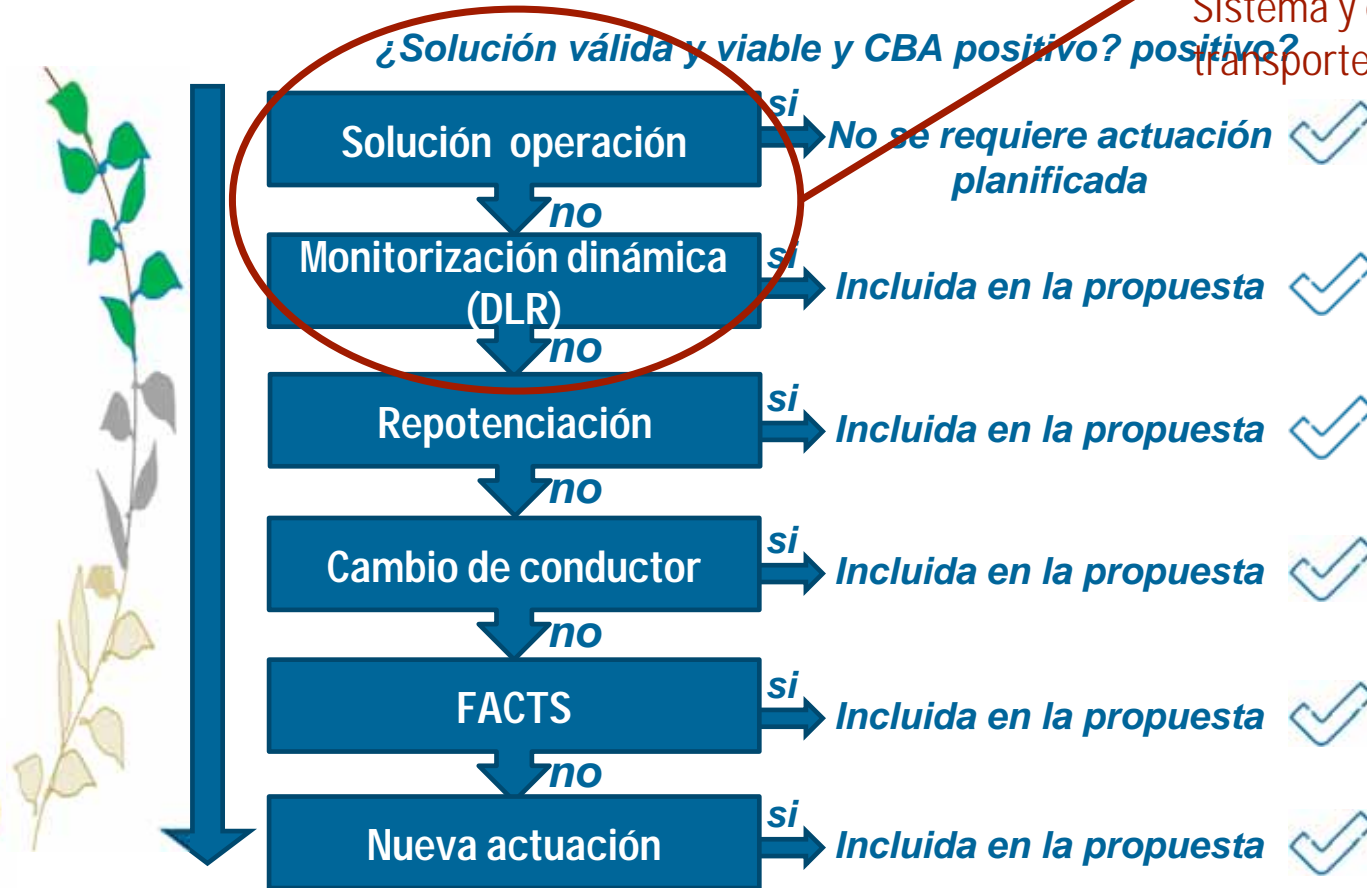 Sistema y
¿Solución válida y viable y CBA positivo? positivo?
transporte
Solución operación
si
No se requiere actuación
planificada
no
Monitorización dinámica
(DLR)
si
Incluida en la propuesta
no
Repotenciación
si
Incluida en la propuesta
no
Cambio de conductor
si
Incluida en la propuesta
no
FACTS
si
Incluida en la propuesta
no
Nueva actuación
si
Incluida en la propuesta